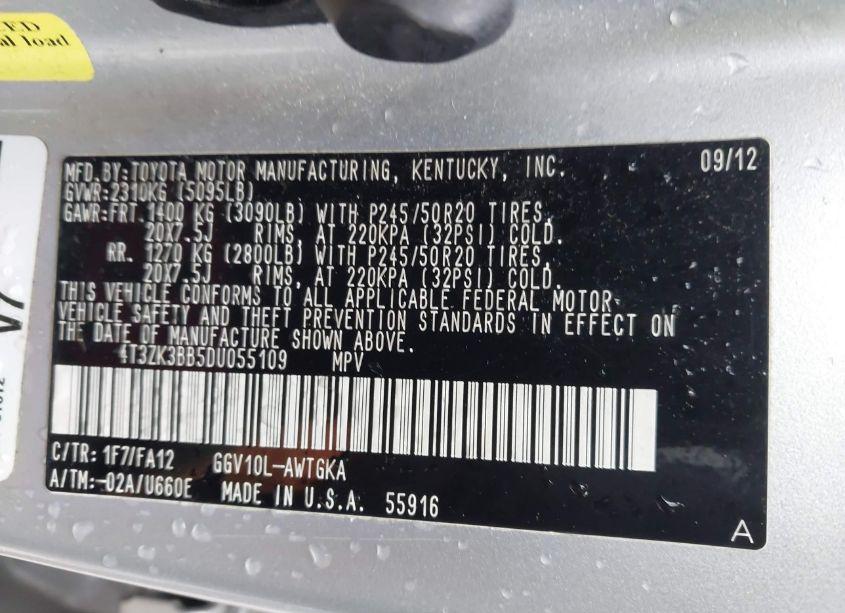 ED
al load
MFD.BY:TOYOTA MOTOR MANUFACTURING, KENTUCKY, INC. 09/12
GVWR:2310KG (5095LB)
GAWR:FRT. 1400 KG (3090LB) WITH P245/50R20 TIRES,
20X7.5J RIMS, AT 220KPA (32PSI) COLD.
RR. 1270 KG (2800LB) WITH P245/50R20 TIRES,
20X7.5J RIMS, AT 220KPA (32PSI) COLD.
THIS VEHICLE CONFORMS TO ALL APPLICABLE FEDERAL MOTOR
VEHICLE SAFETY AND THEFT PREVENTION STANDARDS IN EFFECT ON
THE DATE OF MANUFACTURE SHOWN ABOVE.
4T3ZK3BB5DU055109 MPV
C/TR: 1F7/FA12 GGV10L-AWTGKA
A/TM:-02A/U660E MADE IN U.S.A. 55916
A